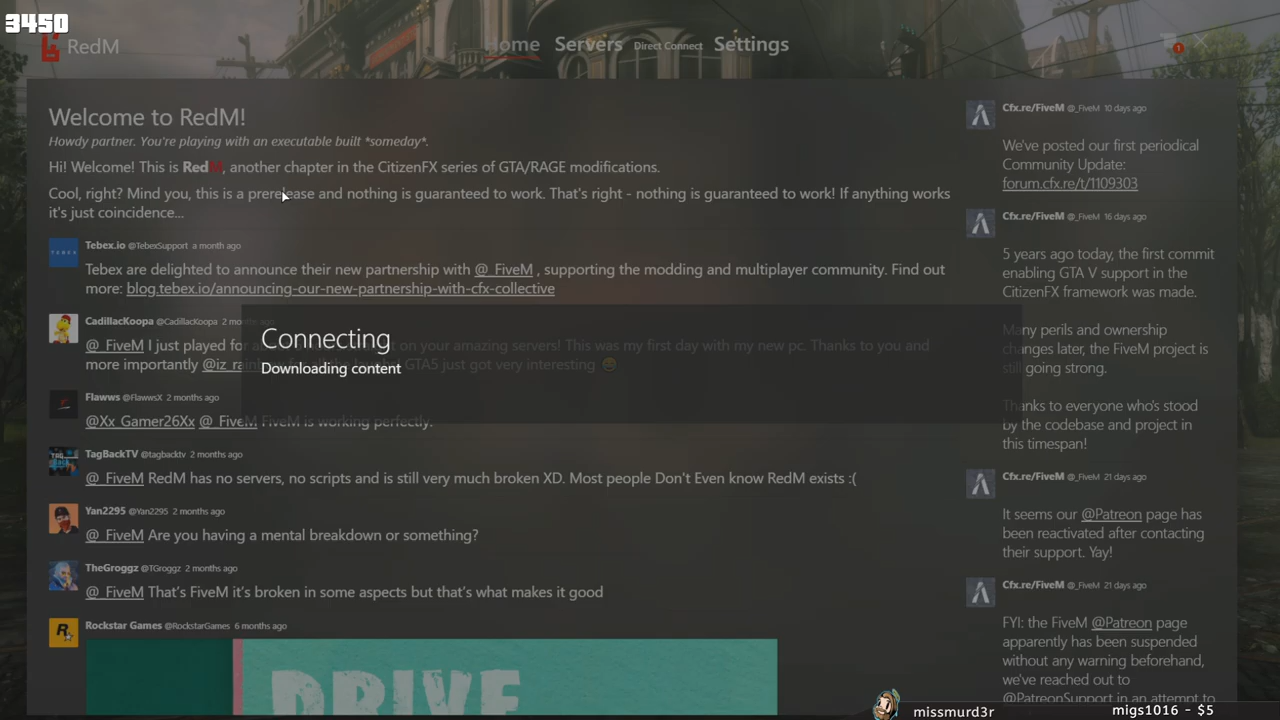 3450
RedM
Home Servers Direct Connect Settings
1
Welcome to RedM!
Howdy partner. You're playing with an executable built *someday*.
Hi! Welcome! This is RedM, another chapter in the CitizenFX series of GTA/RAGE modifications.
Cool, right? Mind you, this is a prerelease and nothing is guaranteed to work. That's right - nothing is guaranteed to work! If anything works
it's just coincidence...
Tebex.io @TebexSupport a month ago
TEBEX
Tebex are delighted to announce their new partnership with @_FiveM , supporting the modding and multiplayer community. Find out
more: blog.tebex.io/announcing-our-new-partnership-with-cfx-collective
CadillacKoopa @CadillacKoopa 2 months ago
@_FiveM I just played for on your amazing servers! This was my first day with my new pc. Thanks to you and
more importantly GTA5 just got very interesting
Connecting
Downloading content
Flawws @FlawwsX 2 months ago
@Xx_Gamer26Xx @_FiveM FiveM is working perfectly.
TagBackTV @tagbacktv 2 months ago
@_FiveM RedM has no servers, no scripts and is still very much broken XD. Most people Don't Even know RedM exists :(
Yan2295 @Yan2295 2 months ago
@_FiveM Are you having a mental breakdown or something?
TheGroggz @TGroggz 2 months ago
@_FiveM That's FiveM it's broken in some aspects but that's what makes it good
Rockstar Games @RockstarGames 6 months ago
DRIVE
Cfx.re/FiveM @_FiveM 10 days ago
We've posted our first periodical
Community Update:
forum.cfx.re/t/1109303
Cfx.re/FiveM @_FiveM 16 days ago
5 years ago today, the first commit
enabling GTA V support in the
CitizenFX framework was made.
Many perils and ownership
changes later, the FiveM project is
still going strong.
Thanks to everyone who's stood
by the codebase and project in
this timespan!
Cfx.re/FiveM @_FiveM 21 days ago
It seems our @Patreon page has
been reactivated after contacting
their support. Yay!
Cfx.re/FiveM @_FiveM 21 days ago
FYI: the FiveM @Patreon page
apparently has been suspended
without any warning beforehand,
we've reached out to
@PatreonSupport in an attempt to
missmurd3r
migs1016 - $5